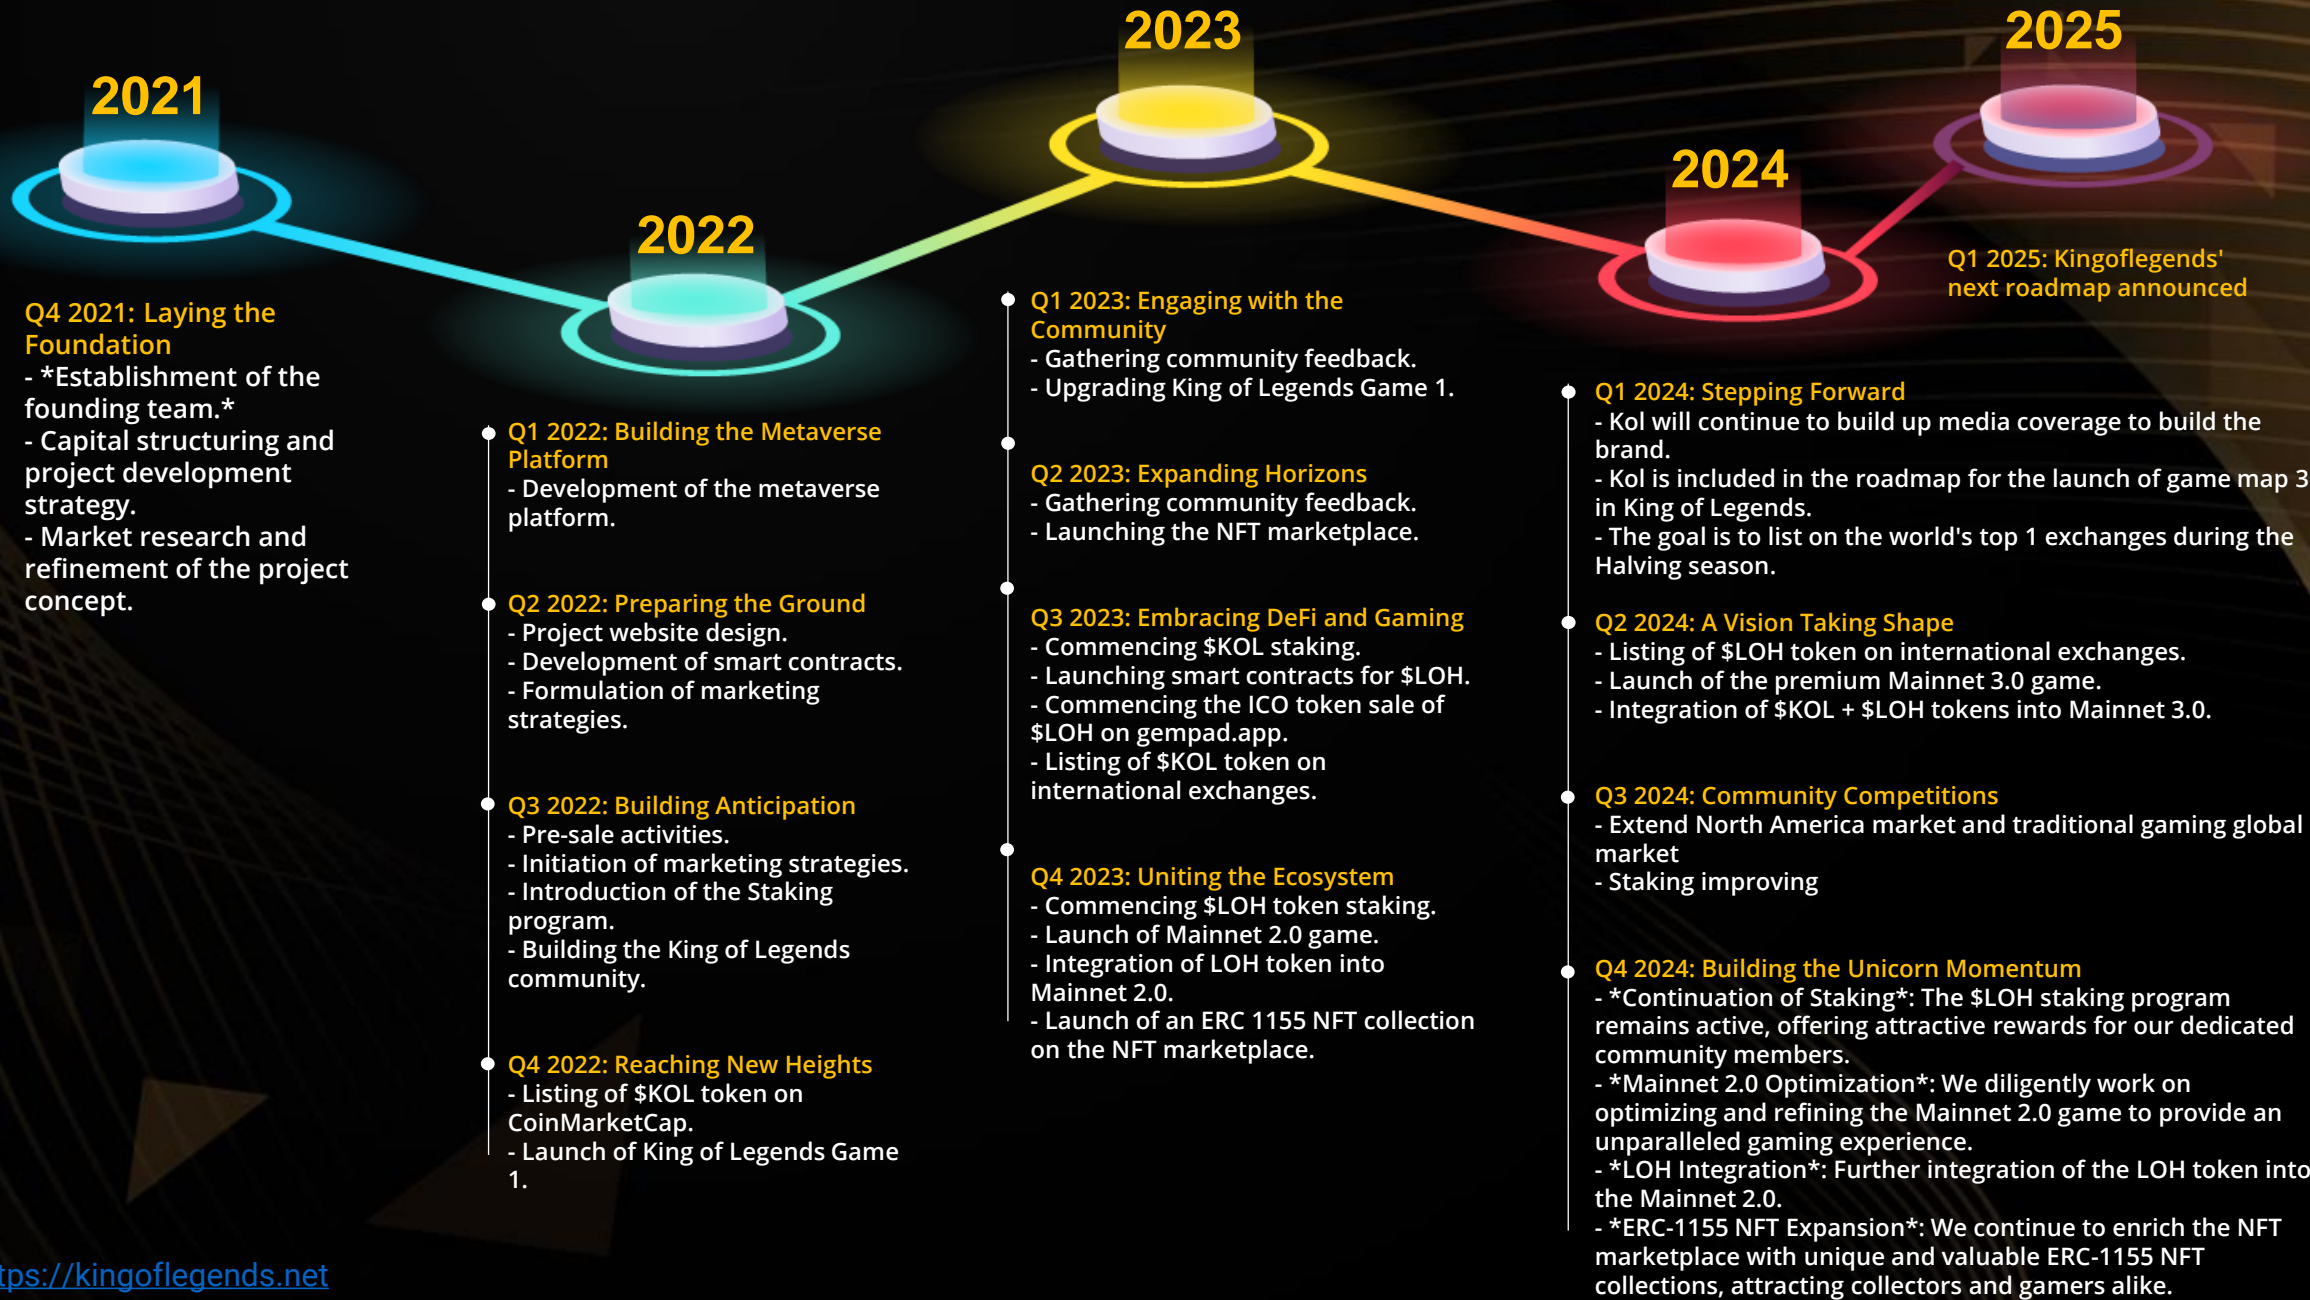 2021
Q4 2021: Laying the
Foundation
- *Establishment of the
founding team.*
- Capital structuring and
project development
strategy.
- Market research and
refinement of the project
concept.
2022
Q1 2022: Building the Metaverse
Platform
- Development of the metaverse
platform.
Q2 2022: Preparing the Ground
- Project website design.
- Development of smart contracts.
- Formulation of marketing
strategies.
Q3 2022: Building Anticipation
- Pre-sale activities.
- Initiation of marketing strategies.
- Introduction of the Staking
program.
- Building the King of Legends
community.
Q4 2022: Reaching New Heights
- Listing of $KOL token on
CoinMarketCap.
- Launch of King of Legends Game
1.
2023
Q1 2023: Engaging with the
Community
- Gathering community feedback.
- Upgrading King of Legends Game 1.
Q2 2023: Expanding Horizons
- Gathering community feedback.
- Launching the NFT marketplace.
Q3 2023: Embracing DeFi and Gaming
- Commencing $KOL staking.
- Launching smart contracts for $LOH.
- Commencing the ICO token sale of
$LOH on gempad.app.
- Listing of $KOL token on
international exchanges.
Q4 2023: Uniting the Ecosystem
- Commencing $LOH token staking.
- Launch of Mainnet 2.0 game.
- Integration of LOH token into
Mainnet 2.0.
- Launch of an ERC 1155 NFT collection
on the NFT marketplace.
2024
Q1 2024: Stepping Forward
- Kol will continue to build up media coverage to build the
brand.
- Kol is included in the roadmap for the launch of game map 3
in King of Legends.
- The goal is to list on the world's top 1 exchanges during the
Halving season.
Q2 2024: A Vision Taking Shape
- Listing of $LOH token on international exchanges.
- Launch of the premium Mainnet 3.0 game.
- Integration of $KOL + $LOH tokens into Mainnet 3.0.
Q3 2024: Community Competitions
- Extend North America market and traditional gaming global
market
- Staking improving
Q4 2024: Building the Unicorn Momentum
- *Continuation of Staking*: The $LOH staking program
remains active, offering attractive rewards for our dedicated
community members.
- *Mainnet 2.0 Optimization*: We diligently work on
optimizing and refining the Mainnet 2.0 game to provide an
unparalleled gaming experience.
- *LOH Integration*: Further integration of the LOH token into
the Mainnet 2.0.
- *ERC-1155 NFT Expansion*: We continue to enrich the NFT
marketplace with unique and valuable ERC-1155 NFT
collections, attracting collectors and gamers alike.
2025
Q1 2025: Kingoflegends'
next roadmap announced
tps://kingoflegends.net